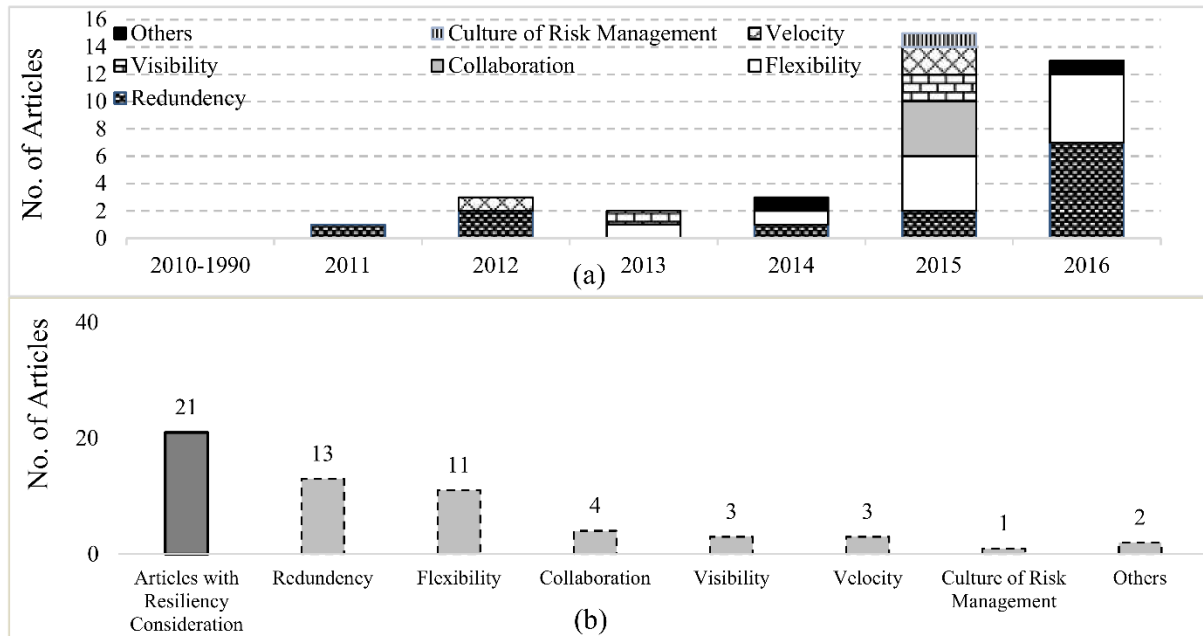 No. of Articles
16
14
12
10
8
6
4
2
0
Others
Culture of Risk Management
Velocity
Visibility
Collaboration
Flexibility
Redundency
2010-1990
2011
2012
2013
2014
2015
2016
(a)
No. of Articles
40
20
0
21
13
11
4
3
3
1
2
Articles with
Resiliency
Consideration
Redundency
Flexibility
Collaboration
Visibility
Velocity
Culture of Risk
Management
Others
(b)